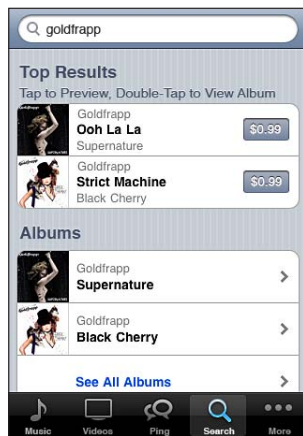 goldfrapp
Top Results
Tap to Preview, Double-Tap to View Album
Goldfrapp
Ooh La La
$0.99
Supernature
Goldfrapp
Strict Machine
$0.99
Black Cherry
Albums
Goldfrapp
Supernature
Goldfrapp
Black Cherry
See All Albums
Music
Videos
Ping
Search
More